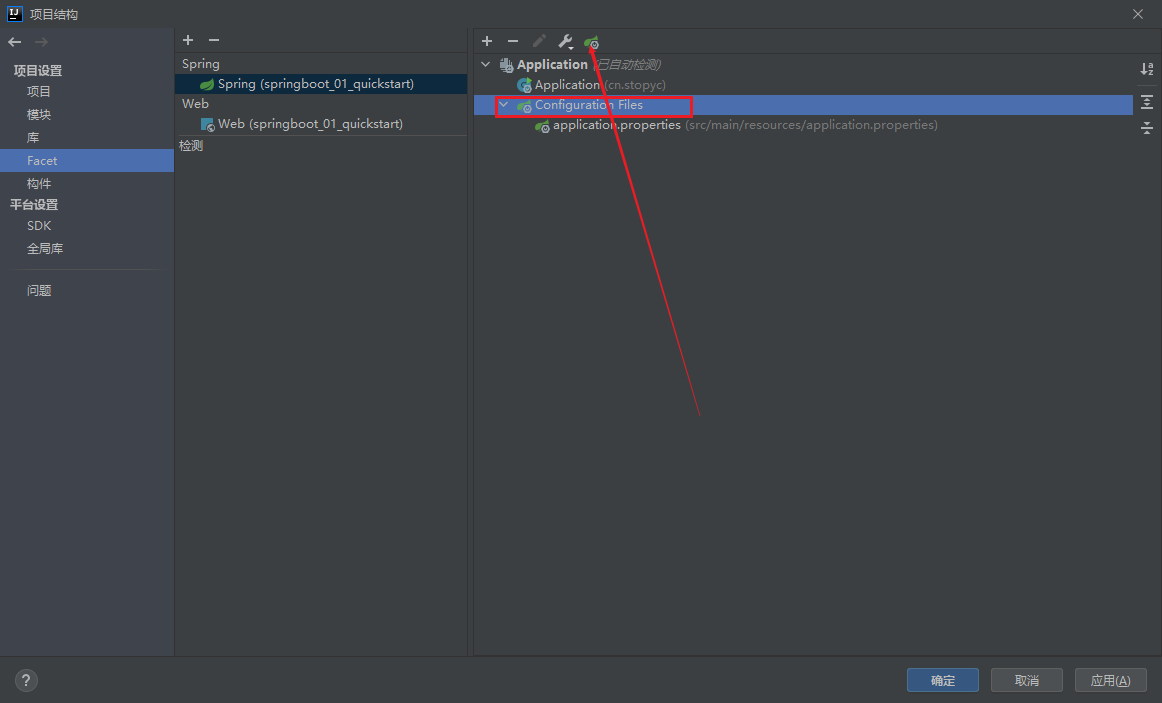 项目结构
项目设置
项目
模块
库
Facet
构件
平台设置
SDK
全局库
问题
Spring
Spring (springboot_01_quickstart)
Web
Web (springboot_01_quickstart)
检测
Application (已自动检测)
Application (cn.stopyc)
Configuration Files
application.properties (src/main/resources/application.properties)
?
确定
取消
应用(A)